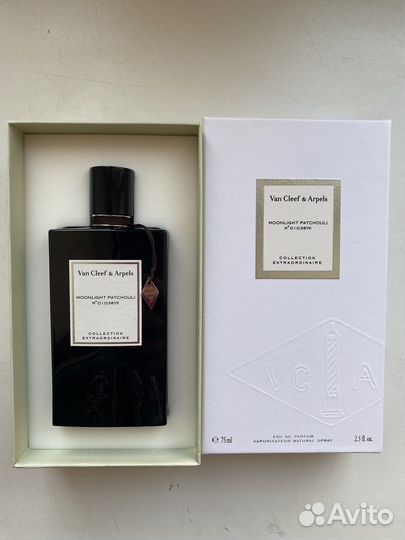 Van Cleef & Arpels
MOONLIGHT PATCHOULI
N°01038YK
COLLECTION
EXTRAORDINAIRE
Van Cleef & Arpels
MOONLIGHT PATCHOULI
N°01038YK
COLLECTION
EXTRAORDINAIRE
VC A
EAU DE PARFUM
℮ 75ml VAPORISATEUR NATURAL SPRAY 2.5 fl. oz.
Avito